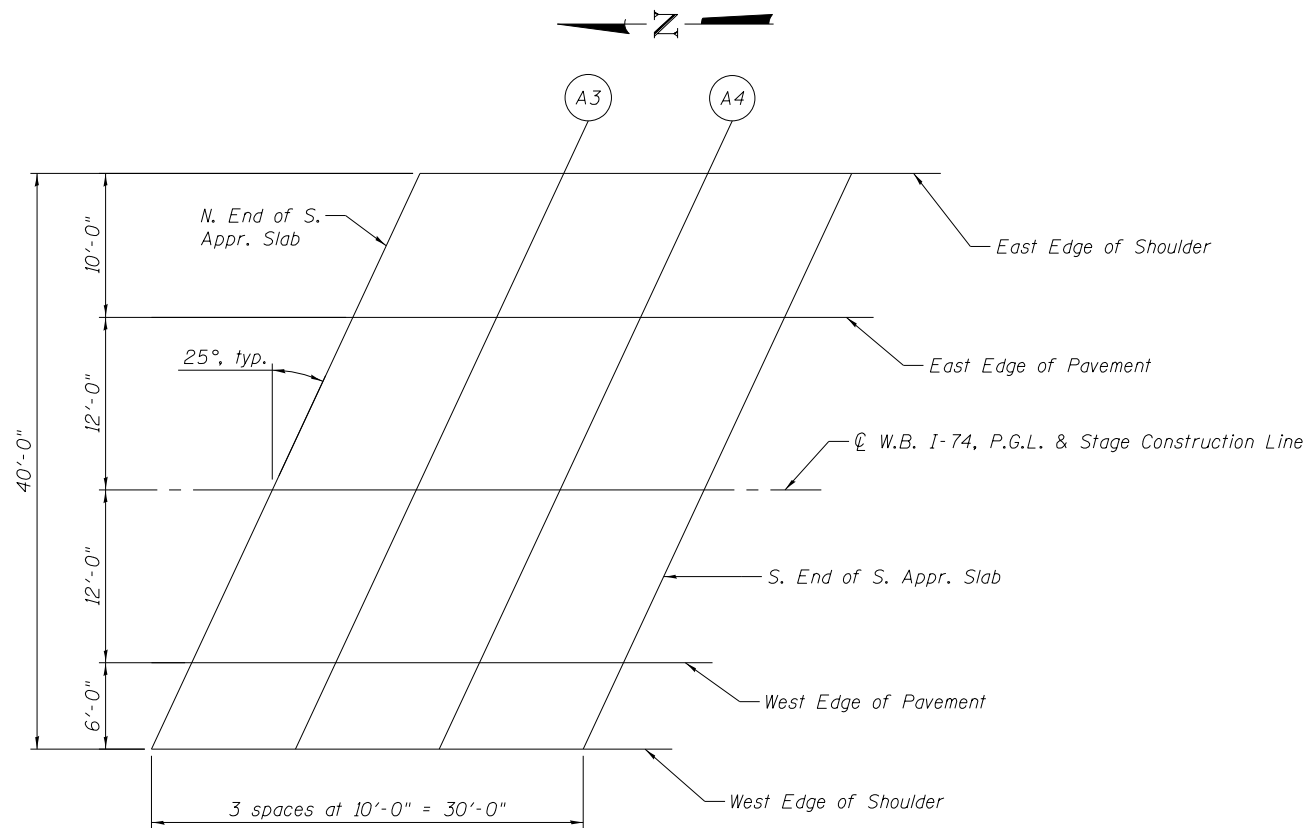 N
A3
A4
N. End of S.
Appr. Slab
10'-0"
East Edge of Shoulder
25°, typ.
12'-0"
East Edge of Pavement
40'-0"
℄ W.B. I-74, P.G.L. & Stage Construction Line
12'-0"
S. End of S. Appr. Slab
6'-0"
West Edge of Pavement
3 spaces at 10'-0" = 30'-0"
West Edge of Shoulder